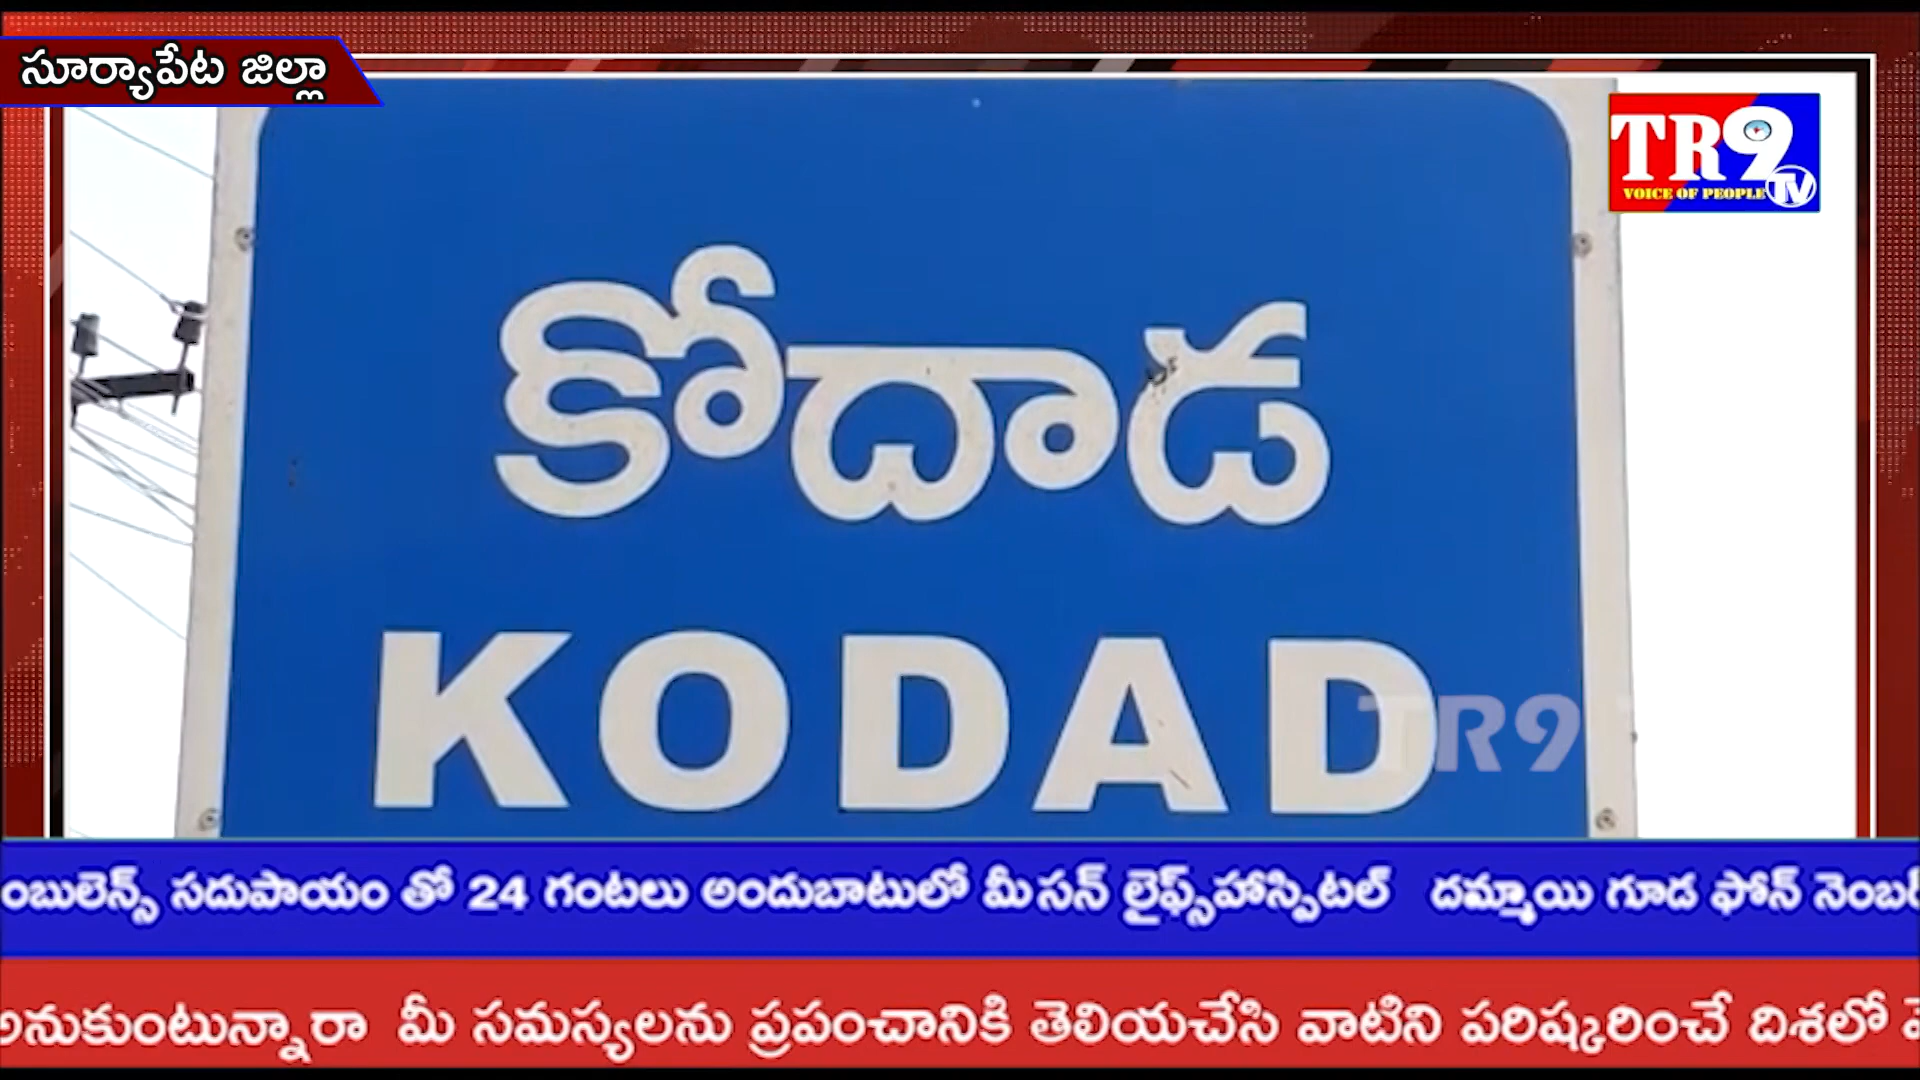 సూర్యాపేట జిల్లా
TR9
TV
VOICE OF PEOPLE
కోదాడ
KODAD
TR9
సదుపాయం తో 24 గంటలు అందుబాటులో మీ సన్ లైఫ్స్‌హాస్పిటల్ దమ్మాయి గూడ ఫోన్
అనుకుంటున్నారా మీ సమస్యలను ప్రపంచానికి తెలియచేసి వాటిని పరిష్కరించే దిశలో